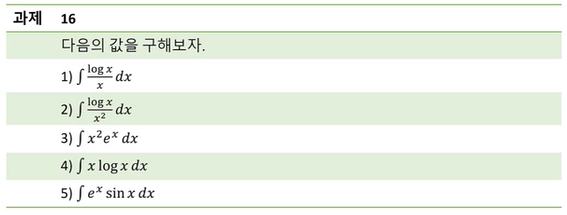 과제 16
다음의 값을 구해보자.
1) ∫ log x / x dx
2) ∫ log x / x² dx
3) ∫ x²eˣ dx
4) ∫ x log x dx
5) ∫ eˣ sin x dx